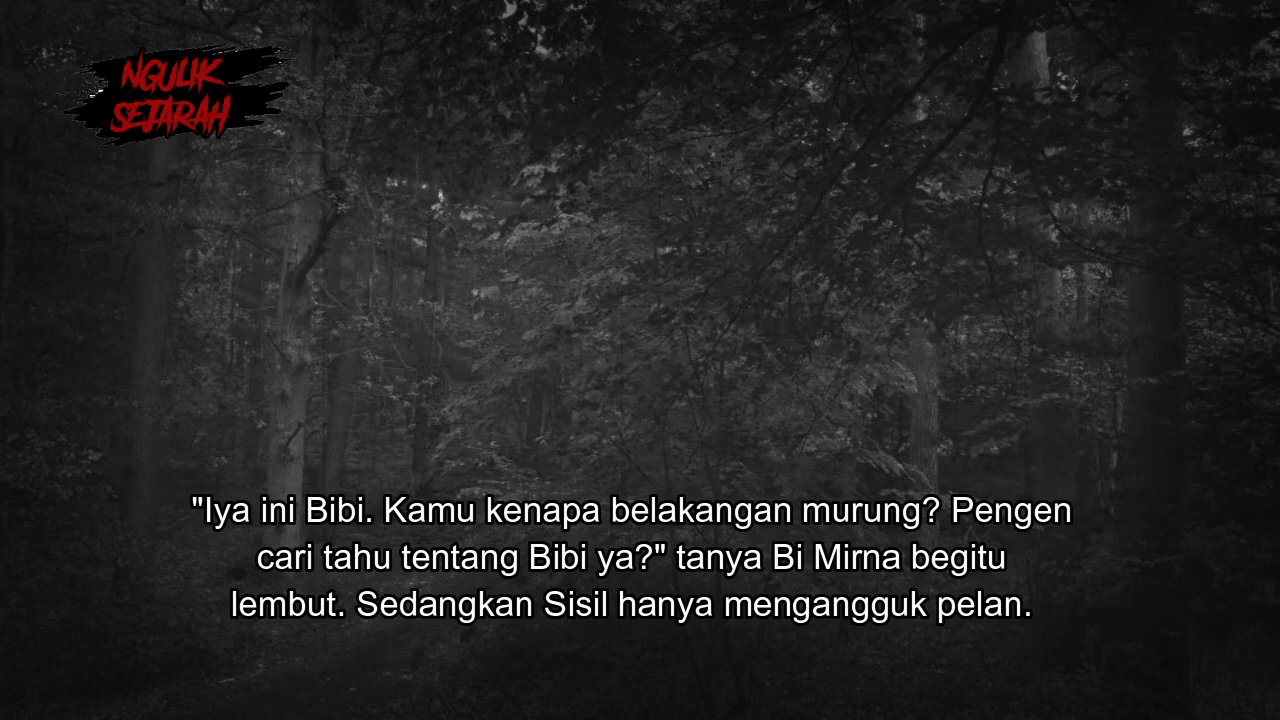 NGULIK
SEJARAH
"Iya ini Bibi. Kamu kenapa belakangan murung? Pengen
cari tahu tentang Bibi ya?" tanya Bi Mirna begitu
lembut. Sedangkan Sisil hanya mengangguk pelan.